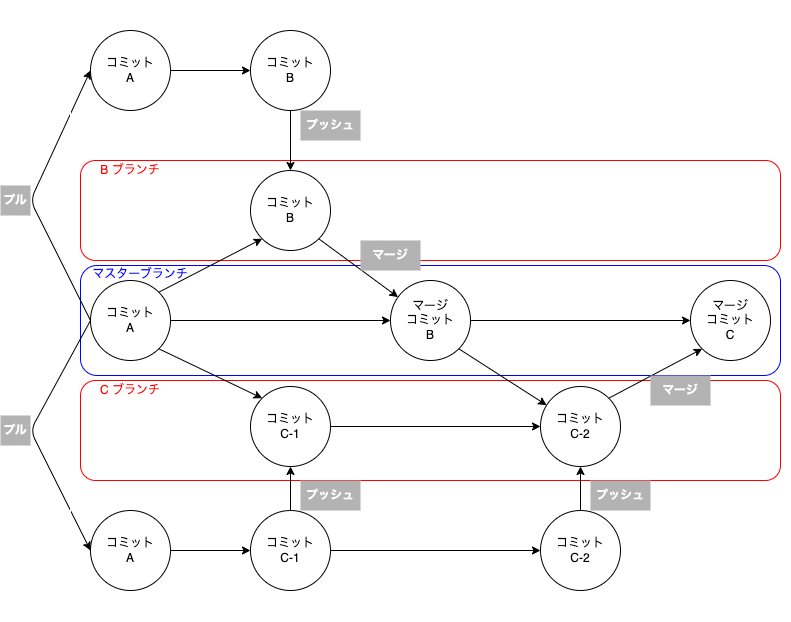 コミット
A
コミット
B
プッシュ
B ブランチ
プル
コミット
B
マージ
マスターブランチ
コミット
A
マージ
コミット
B
マージ
コミット
C
C ブランチ
マージ
プル
コミット
C-1
コミット
C-2
プッシュ
プッシュ
コミット
A
コミット
C-1
コミット
C-2